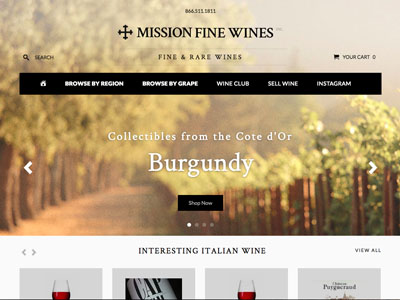 866.511.1811
MISSION FINE WINES
FINE & RARE WINES
SEARCH
YOUR CART 0
BROWSE BY REGION BROWSE BY GRAPE WINE CLUB SELL WINE INSTAGRAM
Collectibles from the Cote d'Or
Burgundy
Shop Now
INTERESTING ITALIAN WINE
VIEW ALL
Puygueraud